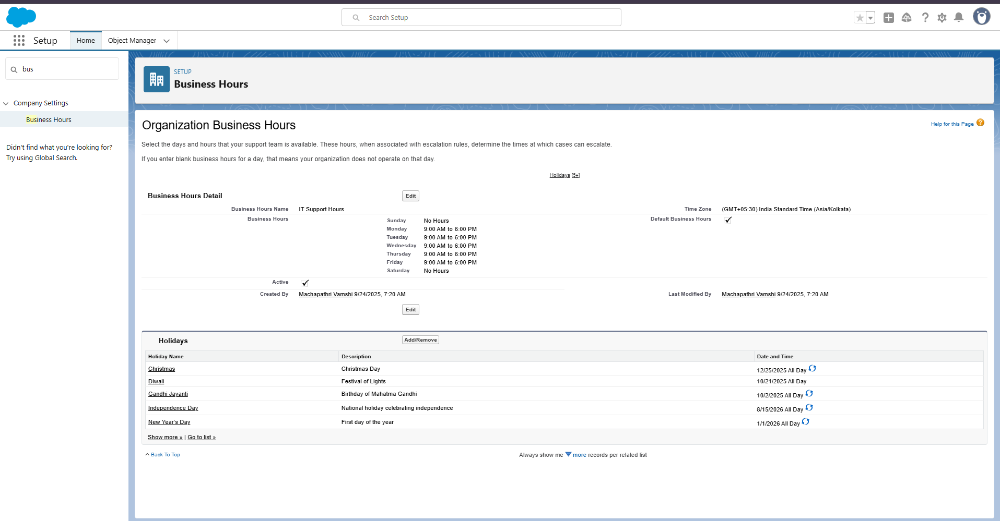 Search Setup
Setup
Home
Object Manager
bus
Company Settings
Business Hours
Didn't find what you're looking for?
Try using Global Search.
SETUP
Business Hours
Organization Business Hours
Help for this Page ?
Select the days and hours that your support team is available. These hours, when associated with escalation rules, determine the times at which cases can escalate.
If you enter blank business hours for a day, that means your organization does not operate on that day.
Holidays [5+]
Business Hours Detail
Edit
Business Hours Name IT Support Hours
Time Zone (GMT+05:30) India Standard Time (Asia/Kolkata)
Business Hours
Sunday No Hours
Monday 9:00 AM to 6:00 PM
Tuesday 9:00 AM to 6:00 PM
Wednesday 9:00 AM to 6:00 PM
Thursday 9:00 AM to 6:00 PM
Friday 9:00 AM to 6:00 PM
Saturday No Hours
Default Business Hours
Active
Created By Machapathri Vamshi 9/24/2025, 7:20 AM
Last Modified By Machapathri Vamshi 9/24/2025, 7:20 AM
Edit
Holidays
Add/Remove
Holiday Name Description Date and Time
Christmas Christmas Day 12/25/2025 All Day
Diwali Festival of Lights 10/21/2025 All Day
Gandhi Jayanti Birthday of Mahatma Gandhi 10/2/2025 All Day
Independence Day National holiday celebrating independence 8/15/2026 All Day
New Year's Day First day of the year 1/1/2026 All Day
Show more » | Go to list »
Back To Top
Always show me more records per related list